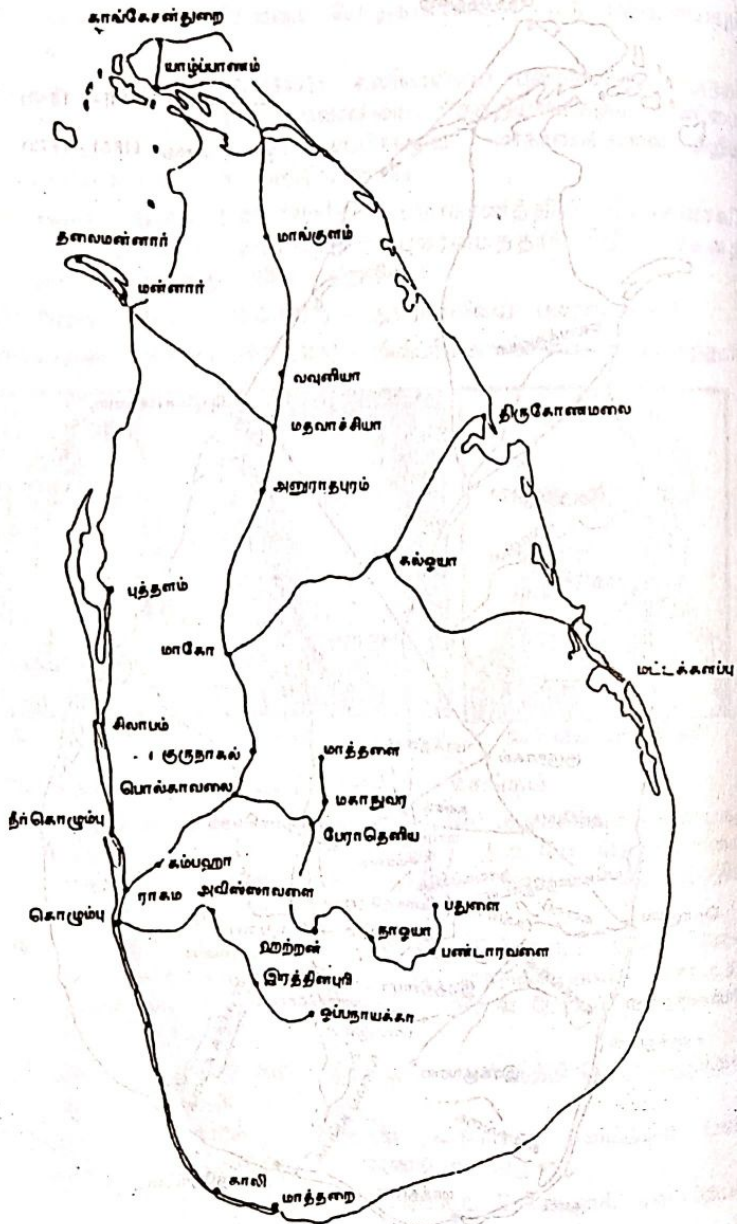 காங்கேசன்துறை
யாழ்ப்பாணம்
மாங்குளம்
தலைமன்னார்
மன்னார்
வவுனியா
திருகோணமலை
மதவாச்சியா
அனுராதபுரம்
கல்ஓயா
புத்தளம்
மாகோ
மட்டக்களப்பு
சிலாபம்
குருநாகல்
மாத்தளை
பொல்காவலை
மகாநுவர
நீர்கொழும்பு
பேராதெனிய
கம்பஹா
ராகம
அவிஸ்ஸாவளை
கொழும்பு
பதுளை
ஹற்றன்
நாஓயா
பண்டாரவளை
இரத்தினபுரி
ஒப்பநாயக்கா
காலி
மாத்தறை